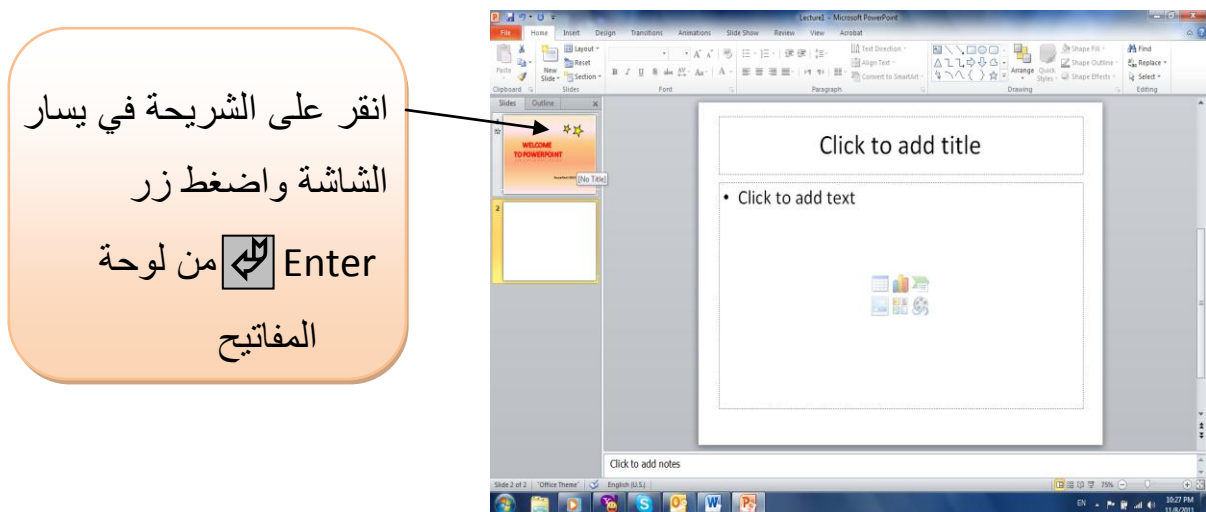 انقر على الشريحة في يسار
الشاشة واضغط زر
Enter من لوحة
المفاتيح
Lecture1 - Microsoft PowerPoint
File Home Insert Design Transitions Animations Slide Show Review View Acrobat
Paste
New Slide
Layout
Reset
Section
Text Direction
Align Text
Convert to SmartArt
Arrange
Quick Styles
Shape Fill
Shape Outline
Shape Effects
Find
Replace
Select
Clipboard Slides Font Paragraph Drawing Editing
Slides Outline
WELCOME
TO POWERPOINT
[No Title]
2
Click to add title
• Click to add text
Click to add notes
Slide 2 of 2 "Office Theme" English (U.S.) 75%
EN 10:27 PM
11/8/2011